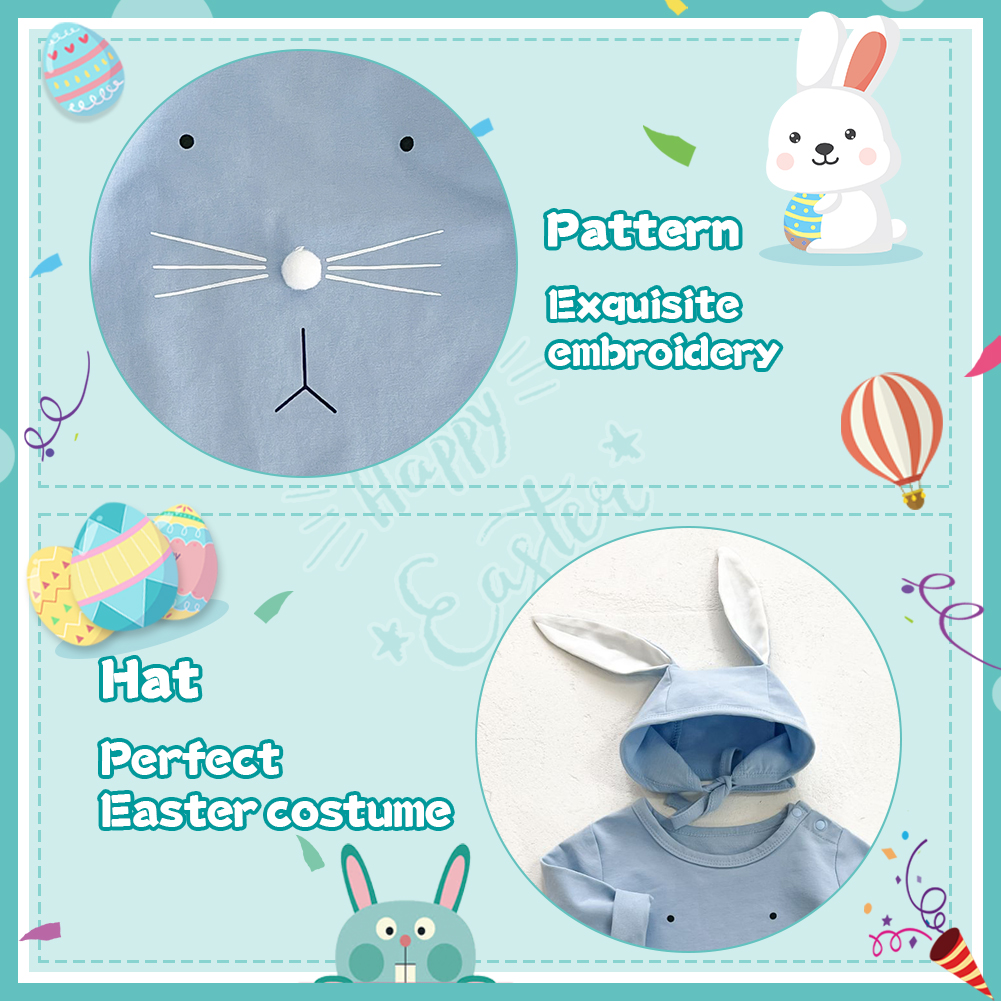 Pattern
Exquisite
embroidery
Happy
Easter
Hat
Perfect
Easter costume